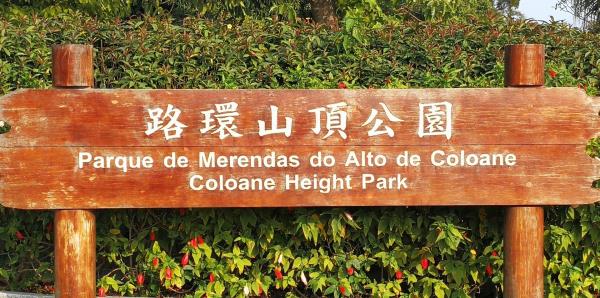 路環山頂公園
Parque de Merendas do Alto de Coloane
Coloane Height Park